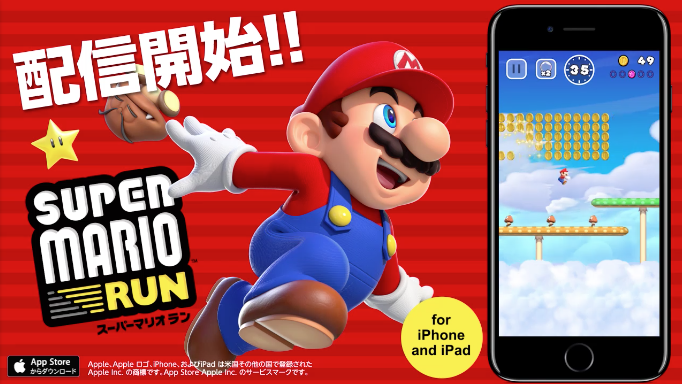 配信開始!!
SUPER
MARIO
RUN
™
スーパーマリオ ラン
×2
35
49
for
iPhone
and iPad
App Store
からダウンロード
Apple、Apple ロゴ、iPhone、およびiPad は米国その他の国で登録された
Apple Inc. の商標です。App Store Apple Inc. のサービスマークです。